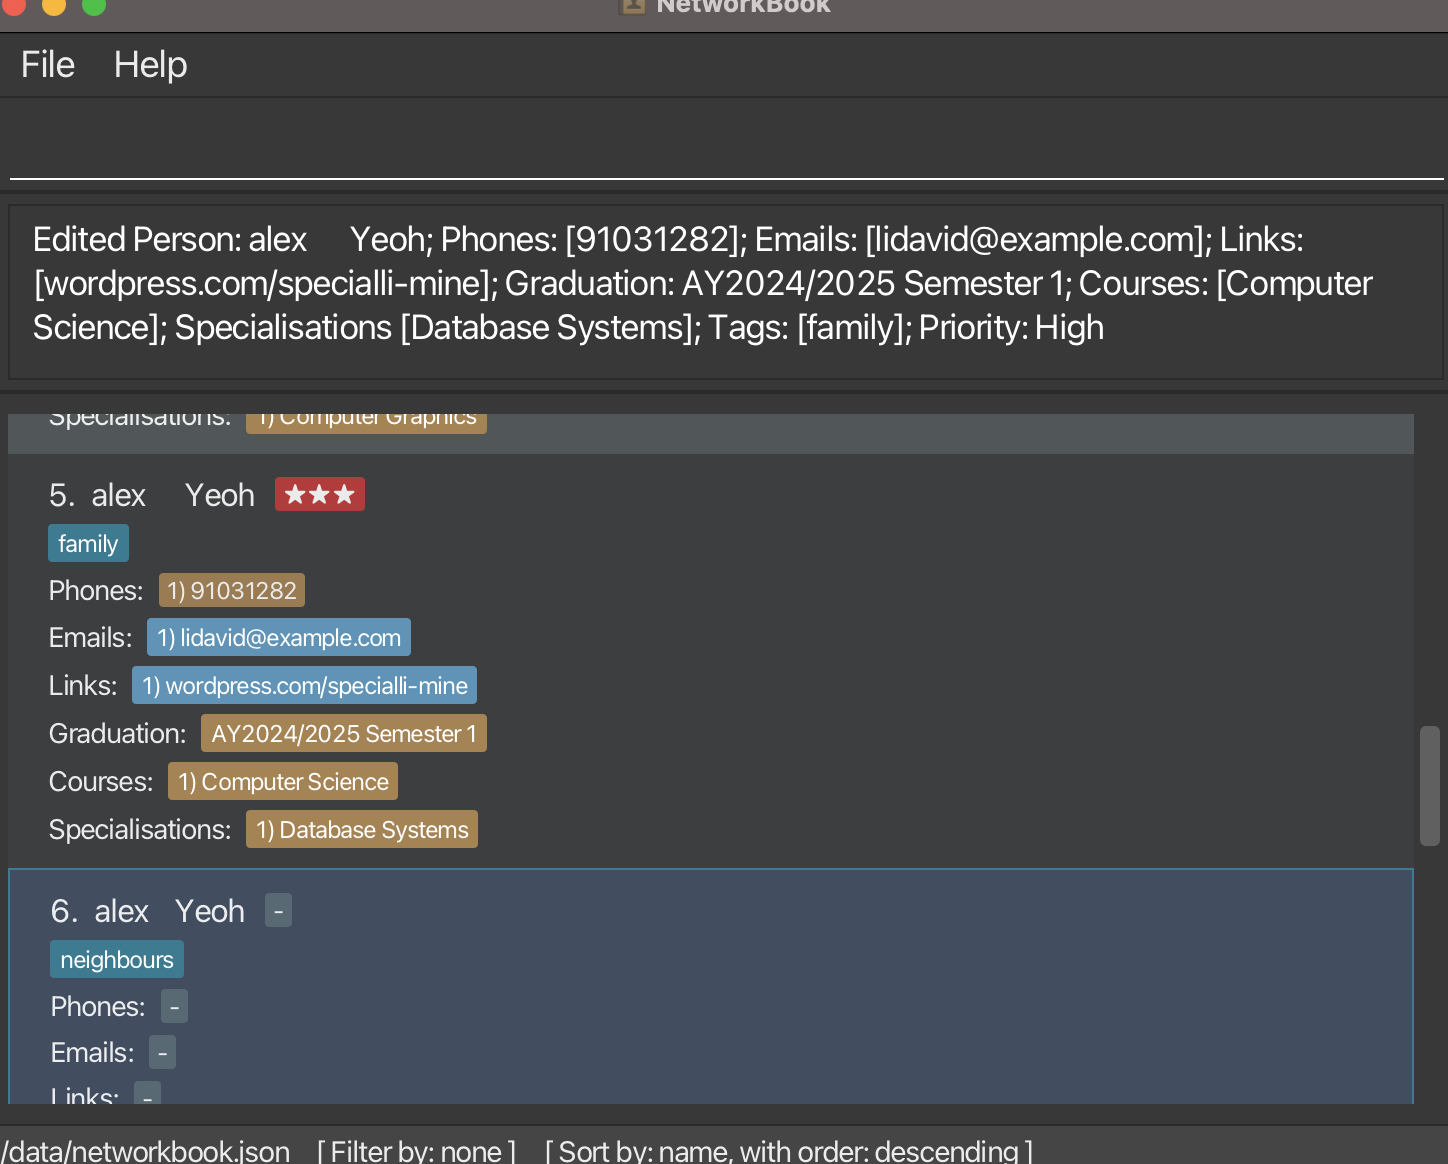 NetworkBook
File Help
Edited Person: alex      Yeoh; Phones: [91031282]; Emails: [lidavid@example.com]; Links:
[wordpress.com/specialli-mine]; Graduation: AY2024/2025 Semester 1; Courses: [Computer
Science]; Specialisations [Database Systems]; Tags: [family]; Priority: High
Specialisations: 1) Computer Graphics
5. alex     Yeoh ★★★
family
Phones: 1) 91031282
Emails: 1) lidavid@example.com
Links: 1) wordpress.com/specialli-mine
Graduation: AY2024/2025 Semester 1
Courses: 1) Computer Science
Specialisations: 1) Database Systems
6. alex   Yeoh -
neighbours
Phones: -
Emails: -
Links: -
/data/networkbook.json [ Filter by: none ] [ Sort by: name, with order: descending ]